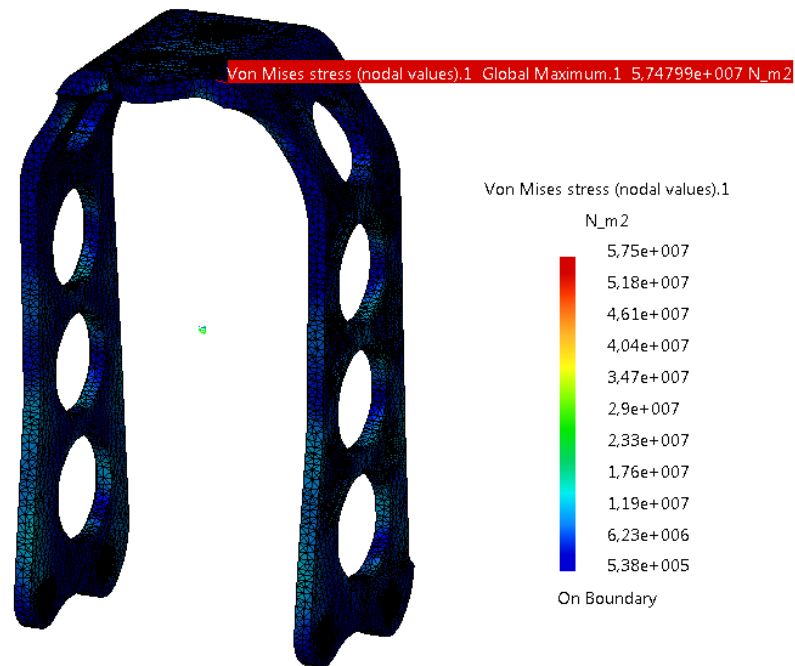 Von Mises stress (nodal values).1 Global Maximum.1 5,74799e+007 N_m2
Von Mises stress (nodal values).1
N_m2
5,75e+007
5,18e+007
4,61e+007
4,04e+007
3,47e+007
2,9e+007
2,33e+007
1,76e+007
1,19e+007
6,23e+006
5,38e+005
On Boundary